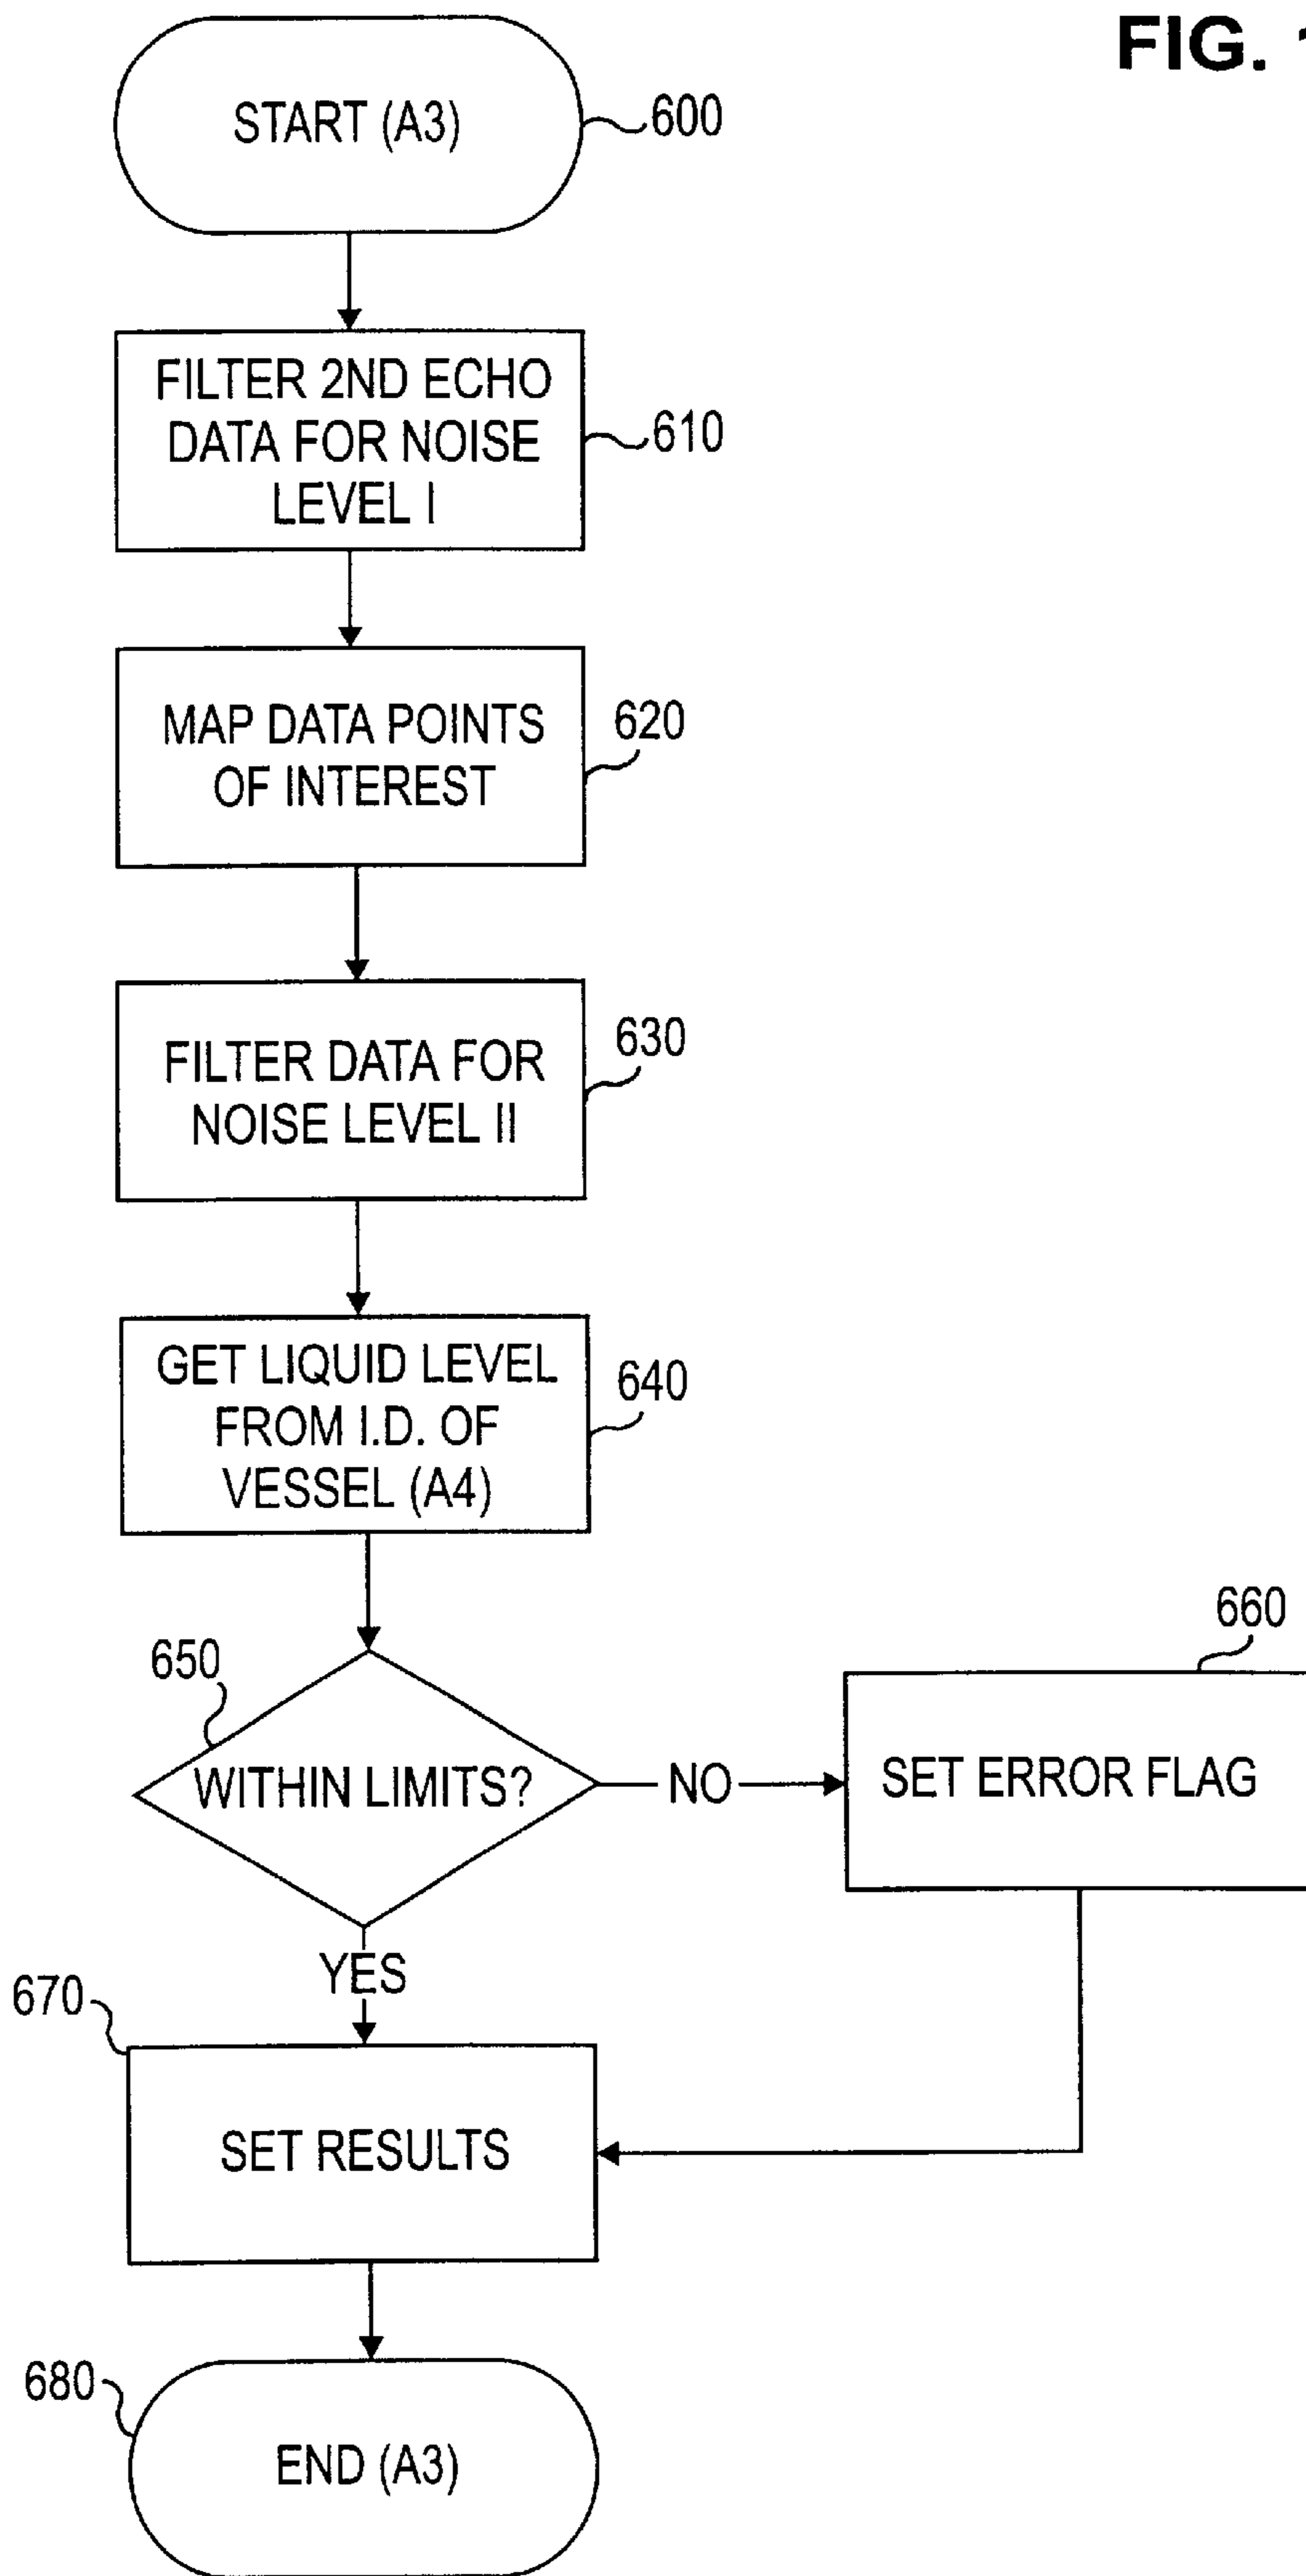 FIG. 1
START (A3)
600
FILTER 2ND ECHO
DATA FOR NOISE
LEVEL I
610
MAP DATA POINTS
OF INTEREST
620
FILTER DATA FOR
NOISE LEVEL II
630
GET LIQUID LEVEL
FROM I.D. OF
VESSEL (A4)
640
650
WITHIN LIMITS?
NO
660
SET ERROR FLAG
YES
670
SET RESULTS
680
END (A3)